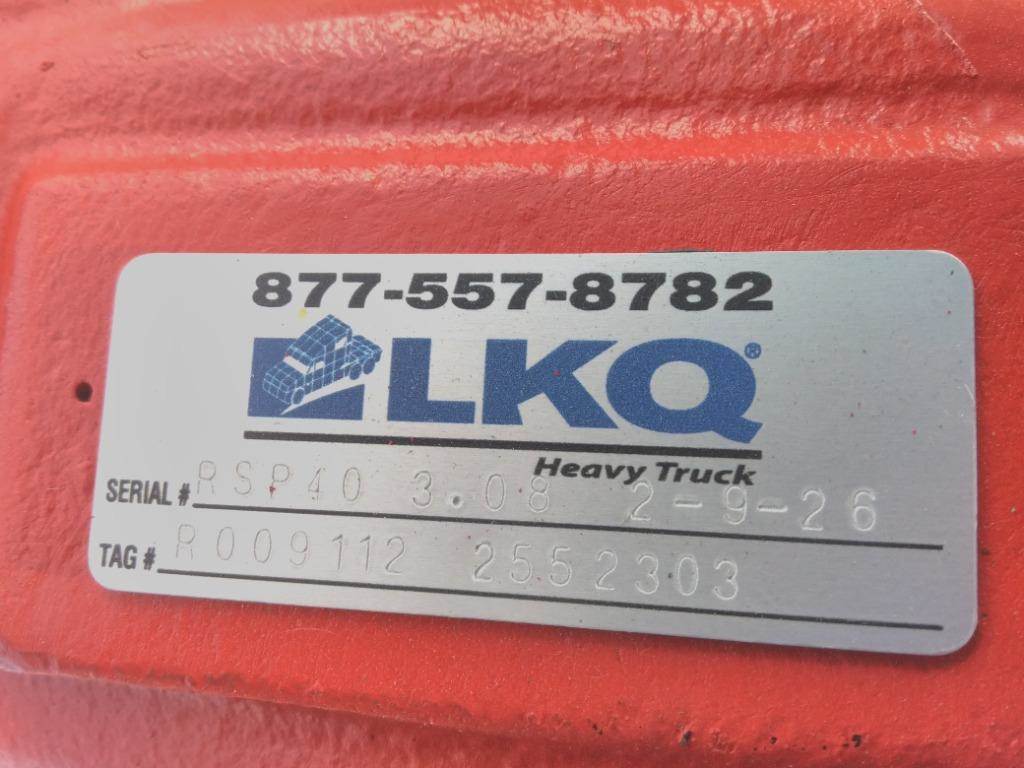 877-557-8782
LKQ®
Heavy Truck
SERIAL # RSP40 3.08 2-9-26
TAG # R009112 2552303